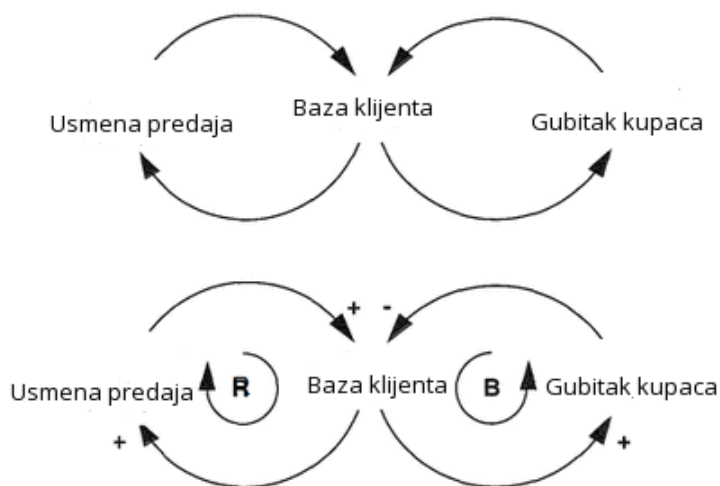 Baza klijenta
Usmena predaja
Gubitak kupaca
+ -
Usmena predaja R Baza klijenta B Gubitak kupaca
+ +